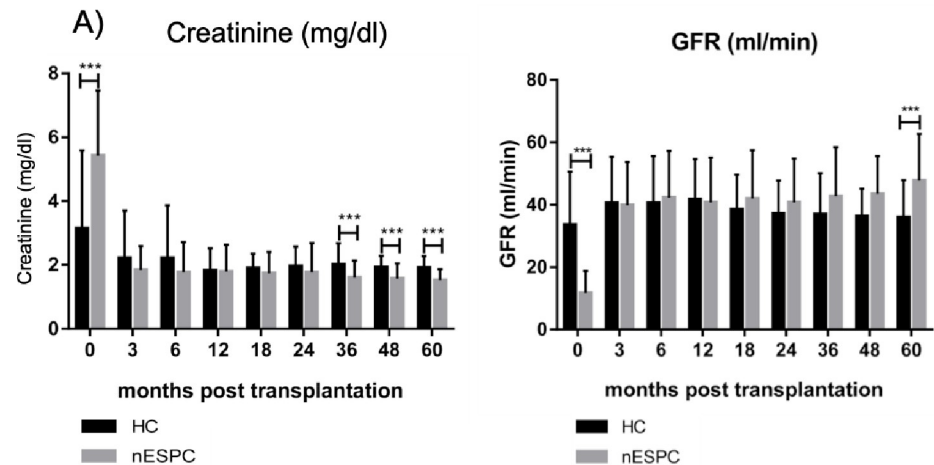 A)
Creatinine (mg/dl)
***
8
6
4
2
0
Creatinine (mg/dl)
*** *** ***
0 3 6 12 18 24 36 48 60
months post transplantation
HC
nESPC
GFR (ml/min)
80
60
40
20
0
GFR (ml/min)
***
***
0 3 6 12 18 24 36 48 60
months post transplantation
HC
nESPC